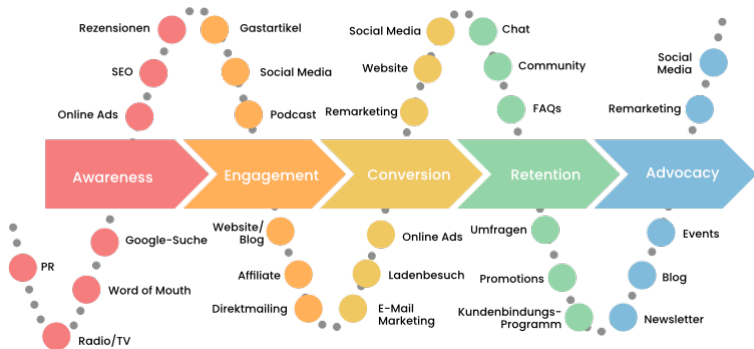 Rezensionen
Gastartikel
SEO
Social Media
Online Ads
Podcast
Social Media
Chat
Website
Community
Remarketing
FAQs
Social
Media
Remarketing
Awareness
Engagement
Conversion
Retention
Advocacy
PR
Google-Suche
Word of Mouth
Radio/TV
Website/
Blog
Affiliate
Direktmailing
Online Ads
Ladenbesuch
E-Mail
Marketing
Umfragen
Promotions
Kundenbindungs-
Programm
Events
Blog
Newsletter